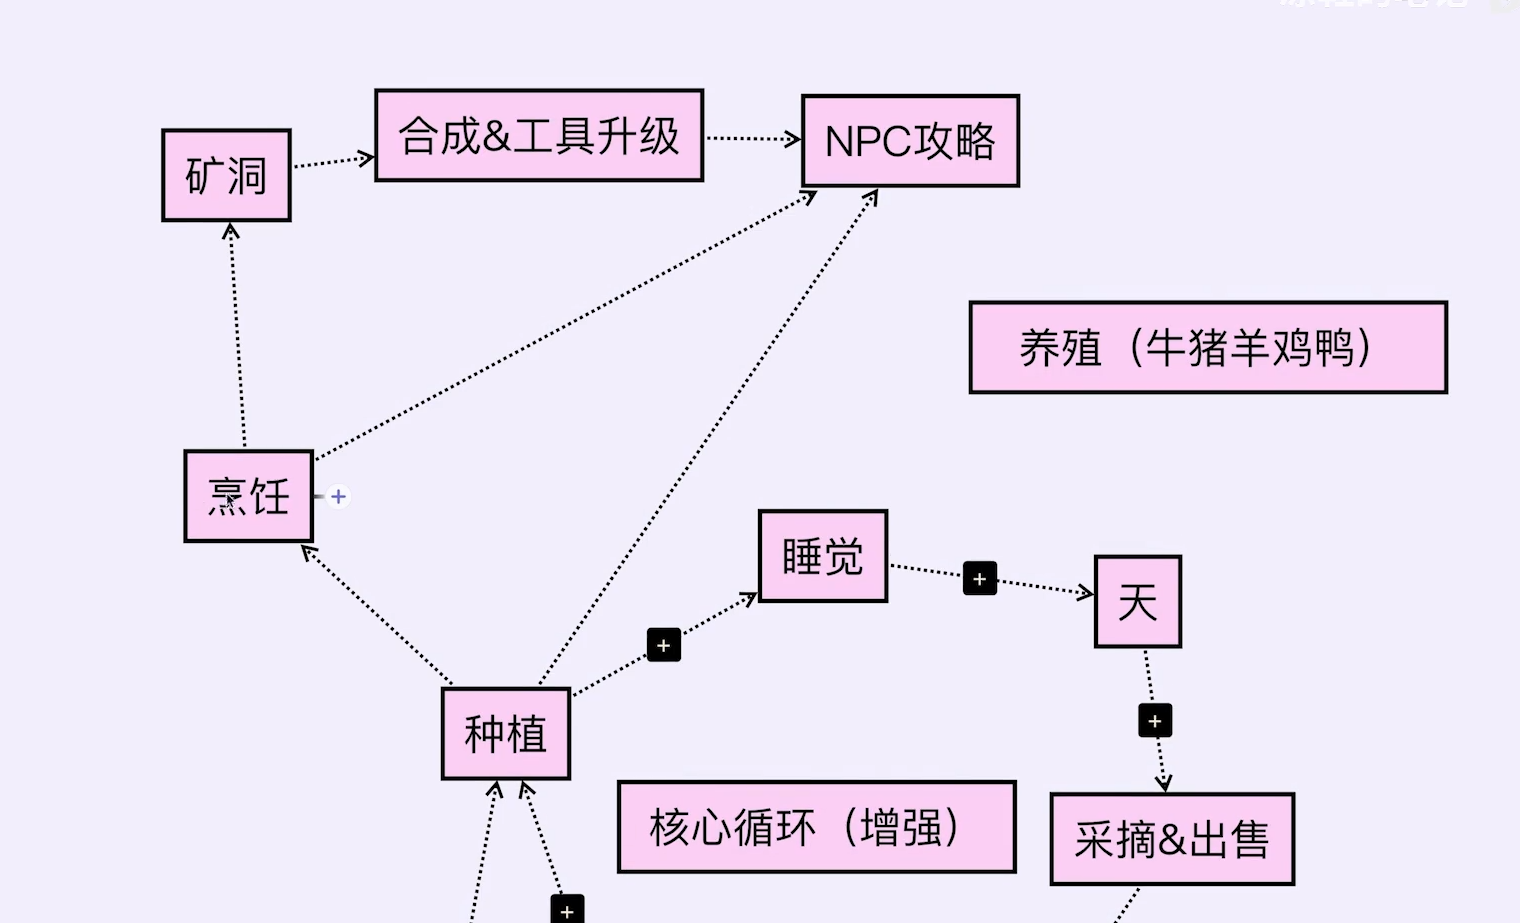 矿洞
合成&工具升级
NPC攻略
养殖（牛猪羊鸡鸭）
烹饪
睡觉
天
种植
核心循环（增强）
采摘&出售
+
+
+
+
+